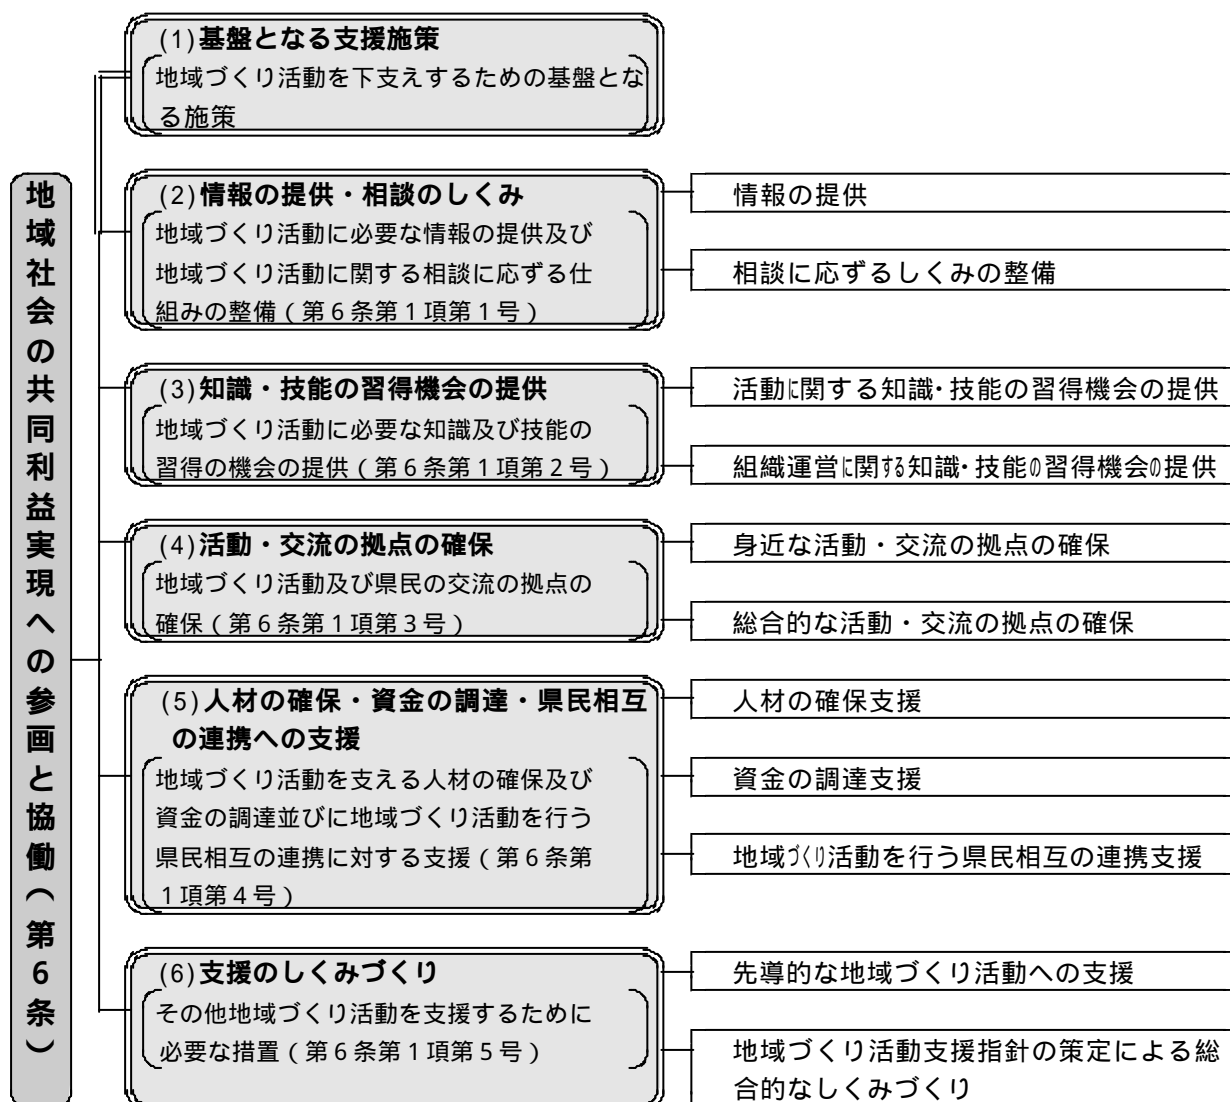 地域社会の共同利益実現への参画と協働（第６条）
(1)基盤となる支援施策
地域づくり活動を下支えするための基盤とな
る施策
(2)情報の提供・相談のしくみ
地域づくり活動に必要な情報の提供及び
地域づくり活動に関する相談に応ずる仕
組みの整備（第６条第１項第１号）
情報の提供
相談に応ずるしくみの整備
(3)知識・技能の習得機会の提供
地域づくり活動に必要な知識及び技能の
習得の機会の提供（第６条第１項第２号）
活動に関する知識・技能の習得機会の提供
組織運営に関する知識・技能の習得機会の提供
(4)活動・交流の拠点の確保
地域づくり活動及び県民の交流の拠点の
確保（第６条第１項第３号）
身近な活動・交流の拠点の確保
総合的な活動・交流の拠点の確保
(5)人材の確保・資金の調達・県民相互
の連携への支援
地域づくり活動を支える人材の確保及び
資金の調達並びに地域づくり活動を行う
県民相互の連携に対する支援（第６条第
１項第４号）
人材の確保支援
資金の調達支援
地域づくり活動を行う県民相互の連携支援
(6)支援のしくみづくり
その他地域づくり活動を支援するために
必要な措置（第６条第１項第５号）
先導的な地域づくり活動への支援
地域づくり活動支援指針の策定による総
合的なしくみづくり